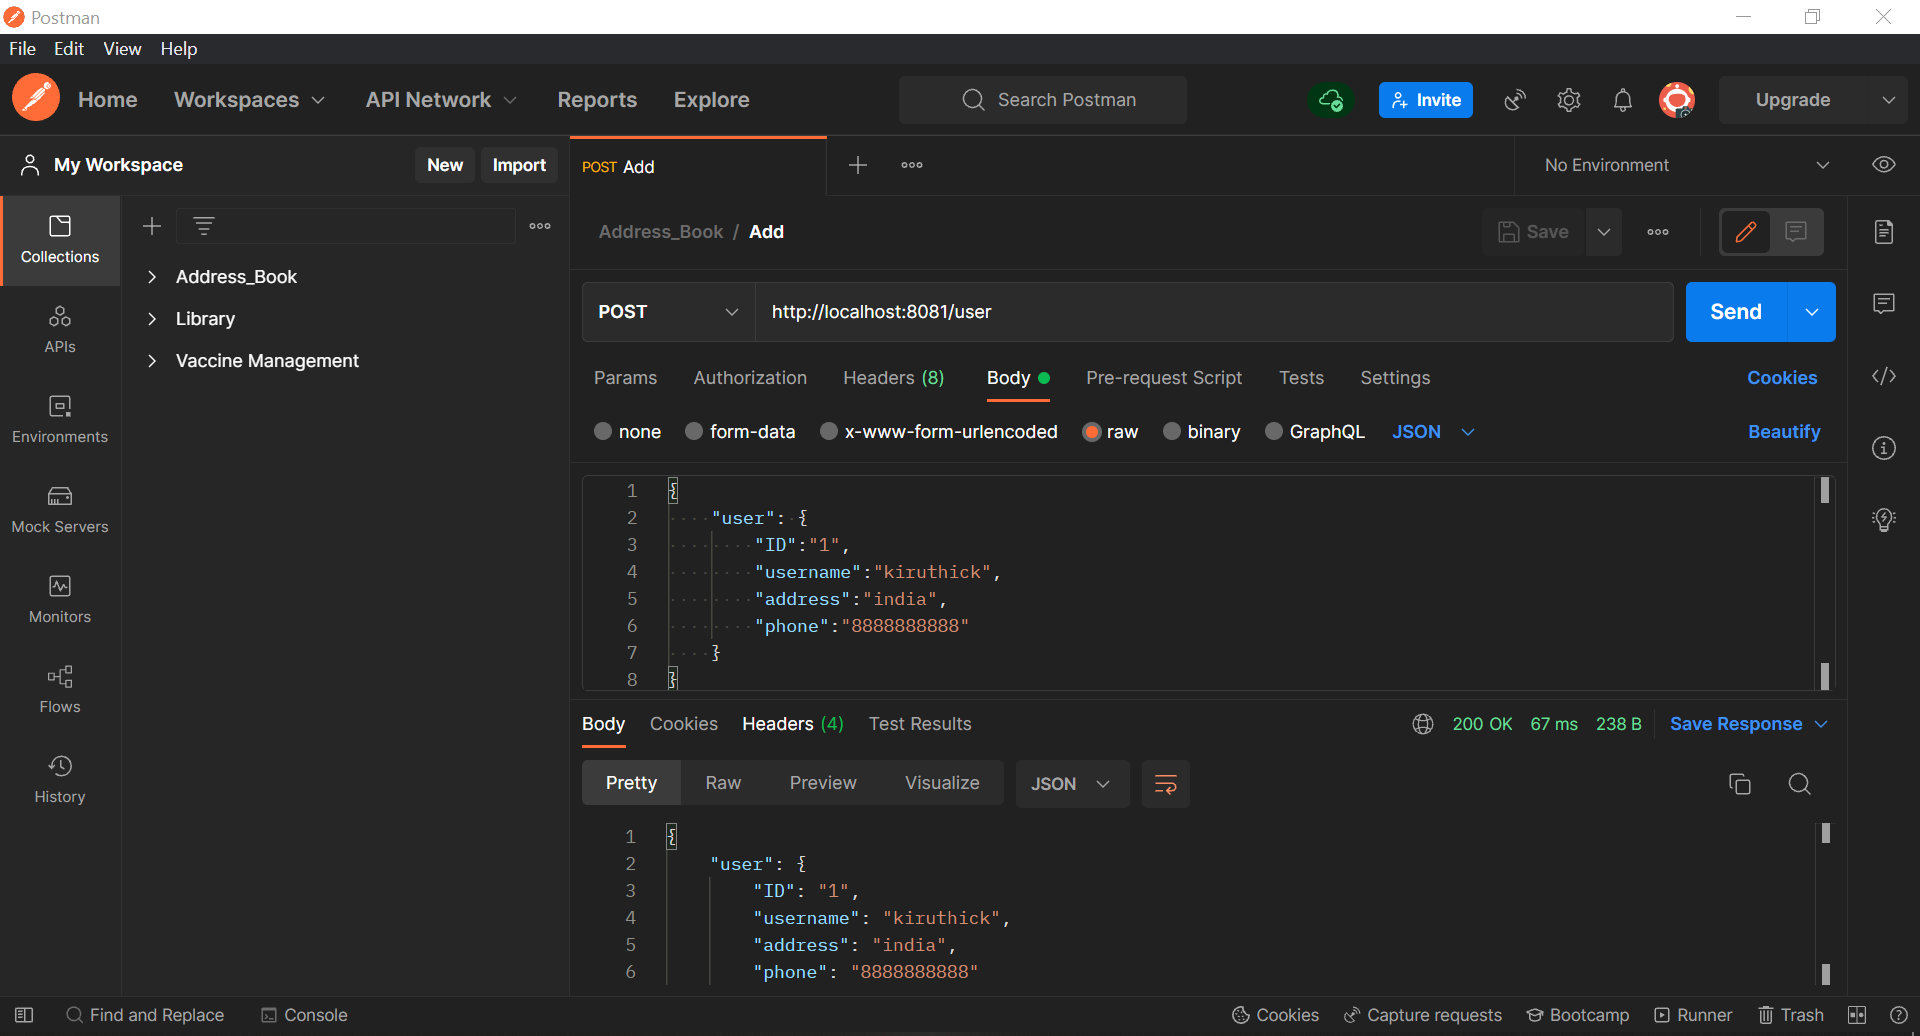 Postman
File Edit View Help
Home Workspaces API Network Reports Explore Search Postman Invite Upgrade
My Workspace New Import POST Add No Environment
Collections
APIs
Environments
Mock Servers
Monitors
Flows
History
Address_Book
Library
Vaccine Management
Address_Book / Add Save
POST http://localhost:8081/user Send
Params Authorization Headers (8) Body Pre-request Script Tests Settings Cookies
none form-data x-www-form-urlencoded raw binary GraphQL JSON Beautify
1 {
2 "user": {
3 "ID":"1",
4 "username":"kiruthick",
5 "address":"india",
6 "phone":"8888888888"
7 }
8 }
Body Cookies Headers (4) Test Results 200 OK 67 ms 238 B Save Response
Pretty Raw Preview Visualize JSON
1 {
2 "user": {
3 "ID": "1",
4 "username": "kiruthick",
5 "address": "india",
6 "phone": "8888888888"
Find and Replace Console Cookies Capture requests Bootcamp Runner Trash